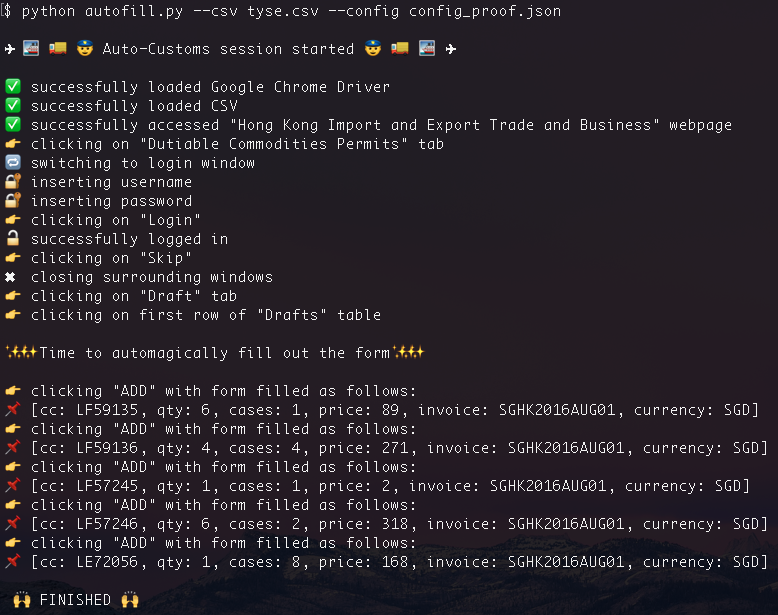 $ python autofill.py --csv tyse.csv --config config_proof.json
✈ 🛃 🚛 👮 Auto-Customs session started 👮 🚛 🛃 ✈
✅ successfully loaded Google Chrome Driver
✅ successfully loaded CSV
✅ successfully accessed "Hong Kong Import and Export Trade and Business" webpage
👉 clicking on "Dutiable Commodities Permits" tab
🔁 switching to login window
🔐 inserting username
🔐 inserting password
👉 clicking on "Login"
🔓 successfully logged in
👉 clicking on "Skip"
✖ closing surrounding windows
👉 clicking on "Draft" tab
👉 clicking on first row of "Drafts" table
✨✨Time to automagically fill out the form✨✨
👉 clicking "ADD" with form filled as follows:
📌 [cc: LF59135, qty: 6, cases: 1, price: 89, invoice: SGHK2016AUG01, currency: SGD]
👉 clicking "ADD" with form filled as follows:
📌 [cc: LF59136, qty: 4, cases: 4, price: 271, invoice: SGHK2016AUG01, currency: SGD]
👉 clicking "ADD" with form filled as follows:
📌 [cc: LF57245, qty: 1, cases: 1, price: 2, invoice: SGHK2016AUG01, currency: SGD]
👉 clicking "ADD" with form filled as follows:
📌 [cc: LF57246, qty: 6, cases: 2, price: 318, invoice: SGHK2016AUG01, currency: SGD]
👉 clicking "ADD" with form filled as follows:
📌 [cc: LE72056, qty: 1, cases: 8, price: 168, invoice: SGHK2016AUG01, currency: SGD]
🙌 FINISHED 🙌